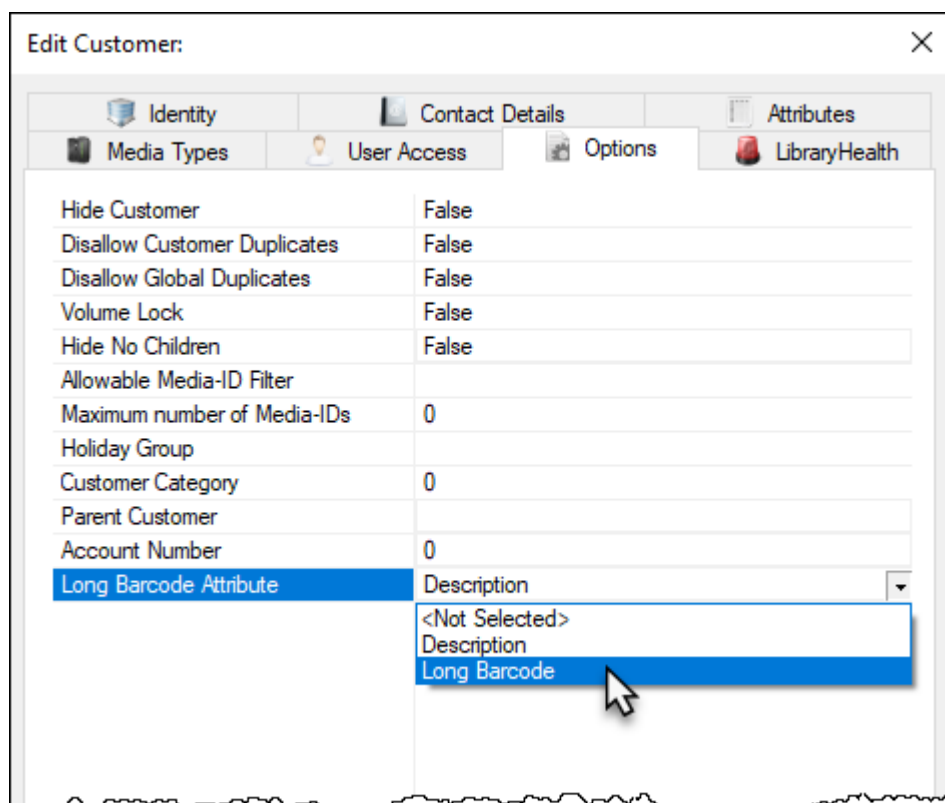 Edit Customer:
Identity Contact Details Attributes
Media Types User Access Options LibraryHealth
Hide Customer False
Disallow Customer Duplicates False
Disallow Global Duplicates False
Volume Lock False
Hide No Children False
Allowable Media-ID Filter
Maximum number of Media-IDs 0
Holiday Group
Customer Category 0
Parent Customer
Account Number 0
Long Barcode Attribute Description
<Not Selected>
Description
Long Barcode